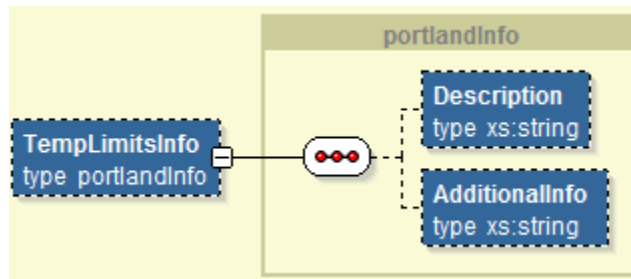 portlandInfo
TempLimitsInfo
type portlandInfo
Description
type xs:string
AdditionalInfo
type xs:string